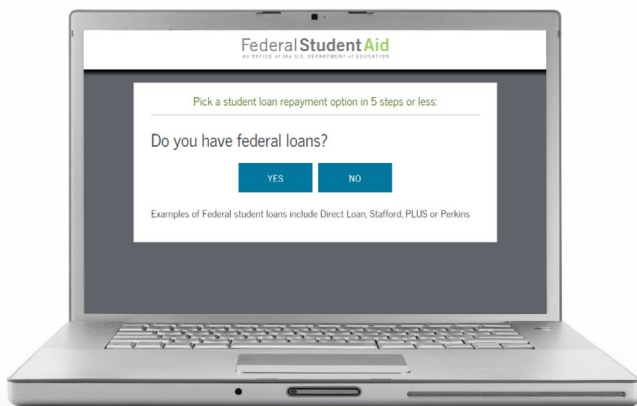 Federal Student Aid
An OFFICE of the U.S. DEPARTMENT of EDUCATION
Pick a student loan repayment option in 5 steps or less:
Do you have federal loans?
YES NO
Examples of Federal student loans include Direct Loan, Stafford, PLUS or Perkins